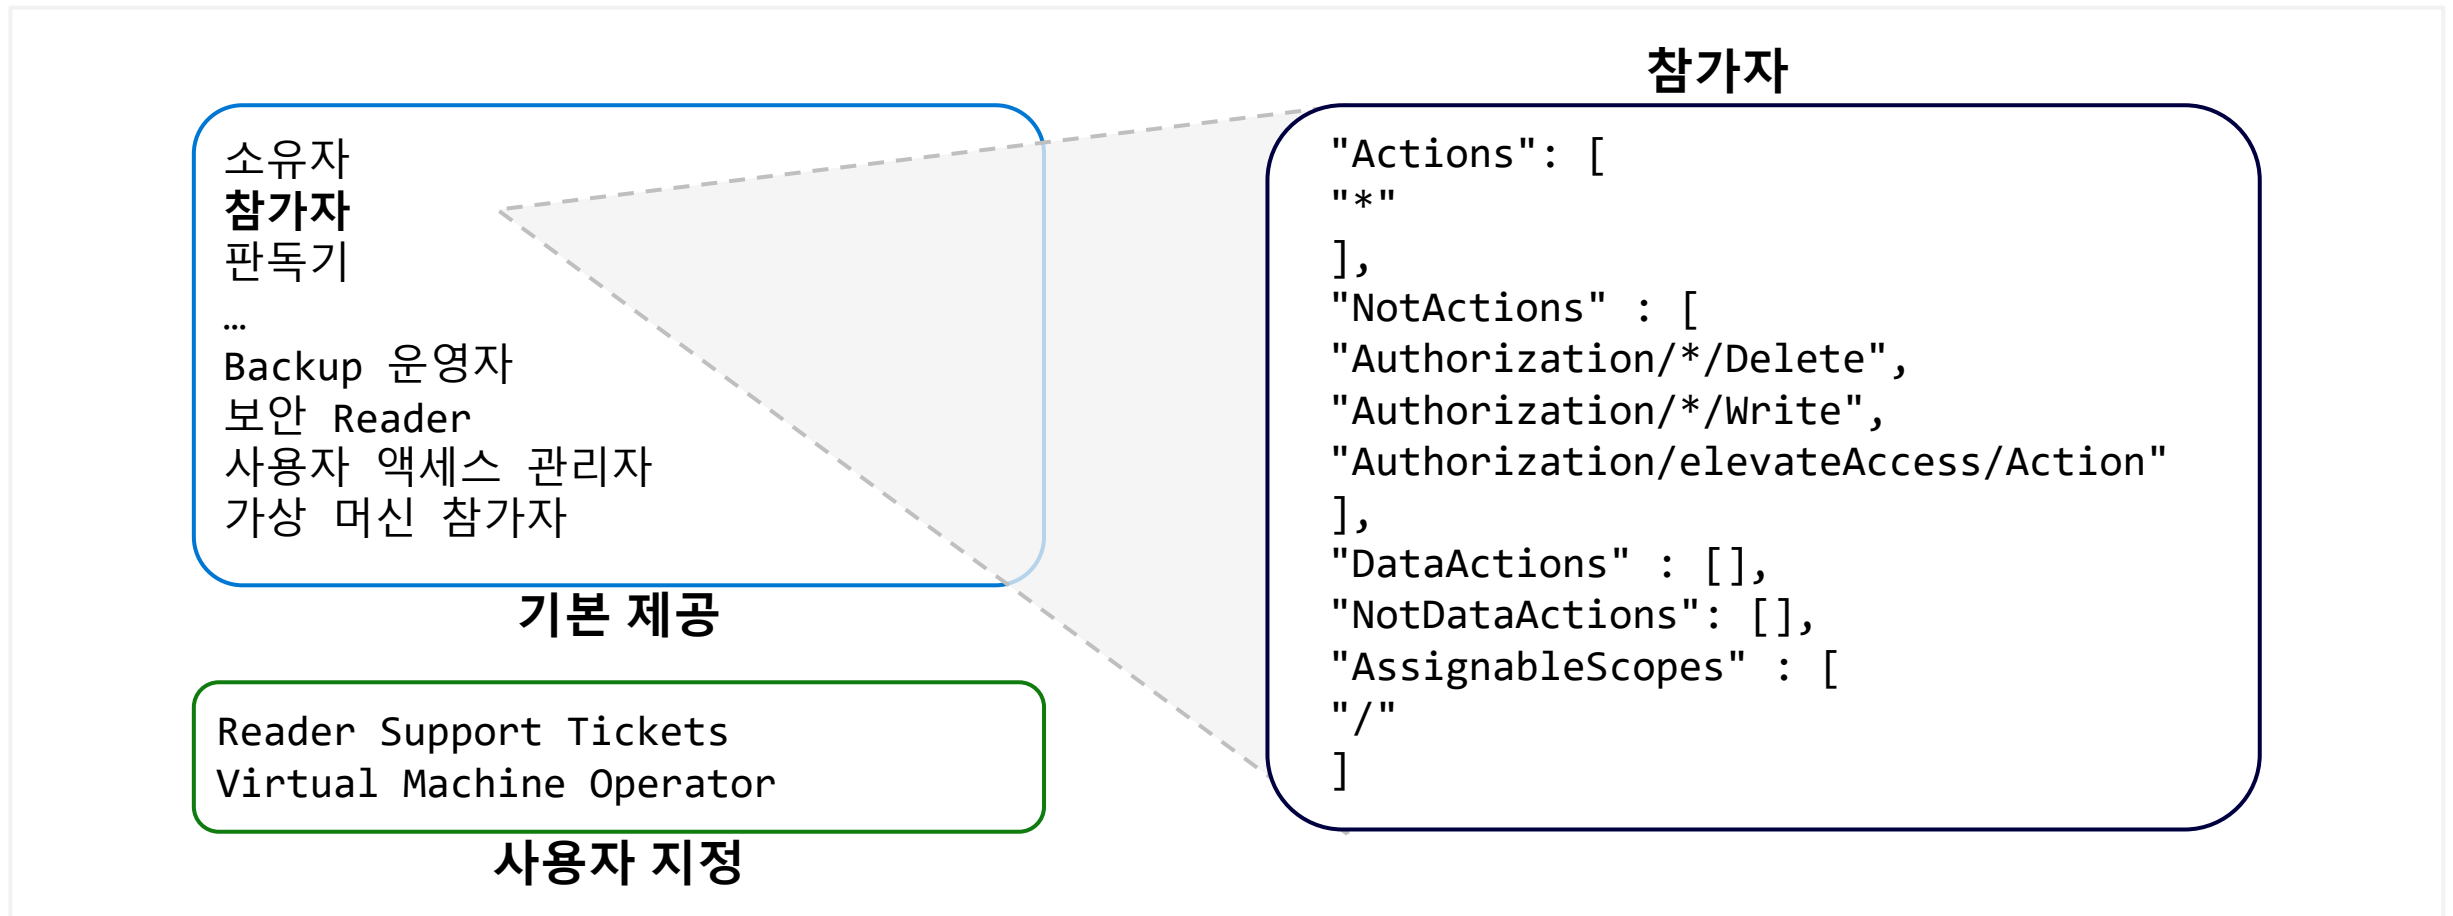 소유자
참가자
판독기
…
Backup 운영자
보안 Reader
사용자 액세스 관리자
가상 머신 참가자
기본 제공
Reader Support Tickets
Virtual Machine Operator
사용자 지정
참가자
"Actions": [
"*"
],
"NotActions" : [
"Authorization/*/Delete",
"Authorization/*/Write",
"Authorization/elevateAccess/Action"
],
"DataActions" : [],
"NotDataActions": [],
"AssignableScopes" : [
"/"
]